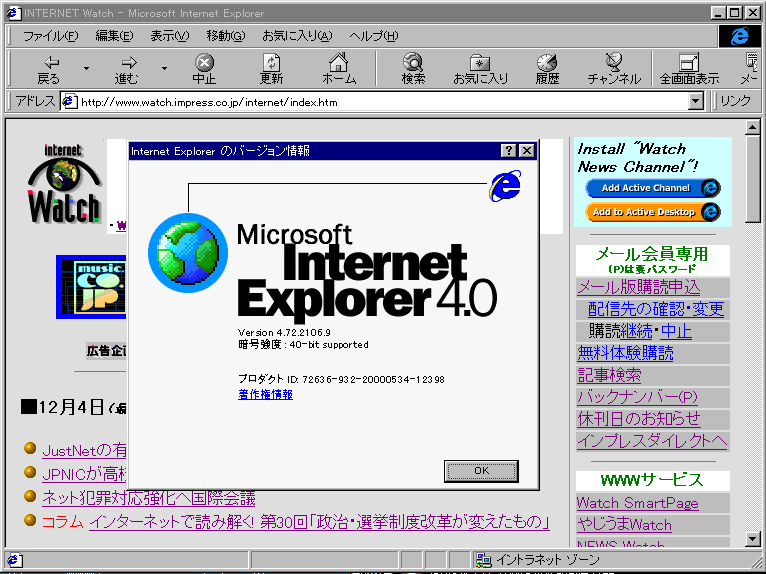 INTERNET Watch - Microsoft Internet Explorer
ファイル(F) 編集(E) 表示(V) 移動(G) お気に入り(A) ヘルプ(H)
戻る 進む 中止 更新 ホーム 検索 お気に入り 履歴 チャンネル 全画面表示
アドレス http://www.watch.impress.co.jp/internet/index.htm リンク
internet
Watch
music.
CO.
JP
広告企
■12月4日
JustNetの有
JPNICが高
ネット犯罪対応強化へ国際会議
コラム インターネットで読み解く! 第30回「政治・選挙制度改革が変えたもの」
Internet Explorer のバージョン情報
Microsoft
Internet
Explorer 4.0
Version 4.72.2106.9
暗号強度 : 40-bit supported
プロダクト ID: 72636-932-20000534-12398
著作権情報
OK
Install "Watch
News Channel"!
Add Active Channel
Add to Active Desktop
メール会員専用
(P)は要パスワード
メール版購読申込
配信先の確認・変更
購読継続・中止
無料体験購読
記事検索
バックナンバー(P)
休刊日のお知らせ
インプレスダイレクトへ
WWWサービス
Watch SmartPage
やじうまWatch
NEWS Watch
イントラネット ゾーン